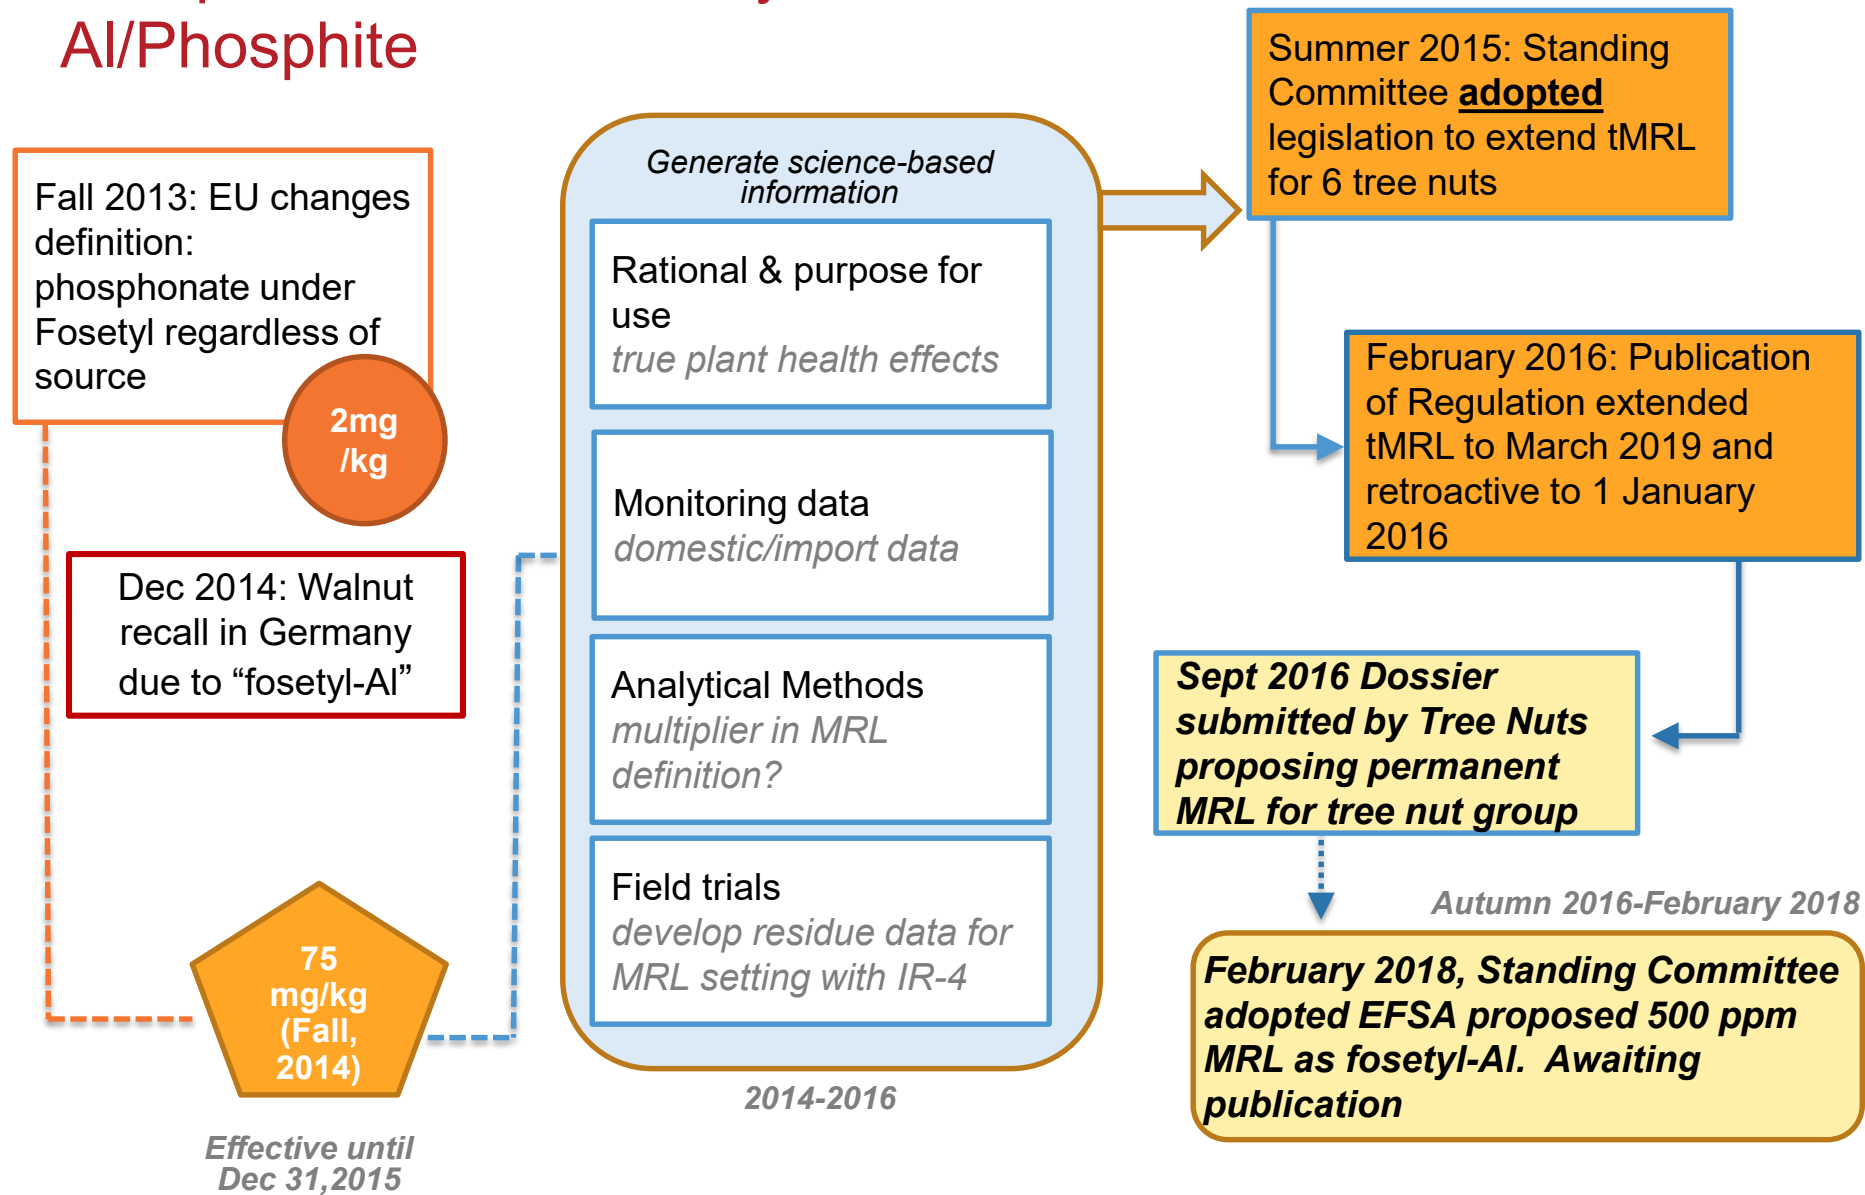 Al/Phosphite
Fall 2013: EU changes
definition:
phosphonate under
Fosetyl regardless of
source
2mg
/kg
Dec 2014: Walnut
recall in Germany
due to “fosetyl-Al”
75
mg/kg
(Fall,
2014)
Effective until
Dec 31,2015
Generate science-based
information
Rational & purpose for
use
true plant health effects
Monitoring data
domestic/import data
Analytical Methods
multiplier in MRL
definition?
Field trials
develop residue data for
MRL setting with IR-4
2014-2016
Summer 2015: Standing
Committee adopted
legislation to extend tMRL
for 6 tree nuts
February 2016: Publication
of Regulation extended
tMRL to March 2019 and
retroactive to 1 January
2016
Sept 2016 Dossier
submitted by Tree Nuts
proposing permanent
MRL for tree nut group
Autumn 2016-February 2018
February 2018, Standing Committee
adopted EFSA proposed 500 ppm
MRL as fosetyl-Al.  Awaiting
publication